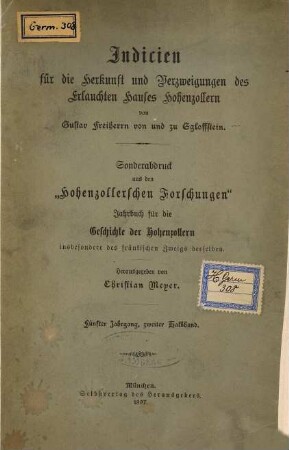 Germ. 308
Indicien
für die Herkunft und Verzweigungen des
Erlauchten Hauses Hohenzollern
von
Gustav Freiherrn von und zu Egloffstein.
Sonderabdruck
aus den
„Hohenzollerschen Forschungen“
Jahrbuch für die
Geschichte der Hohenzollern
insbesondere des fränkischen Zweigs derselben.
Herausgegeben von
Christian Meyer.
308
Fünfter Jahrgang, zweiter Halbband.
München.
Selbstverlag des Herausgebers.
1897.